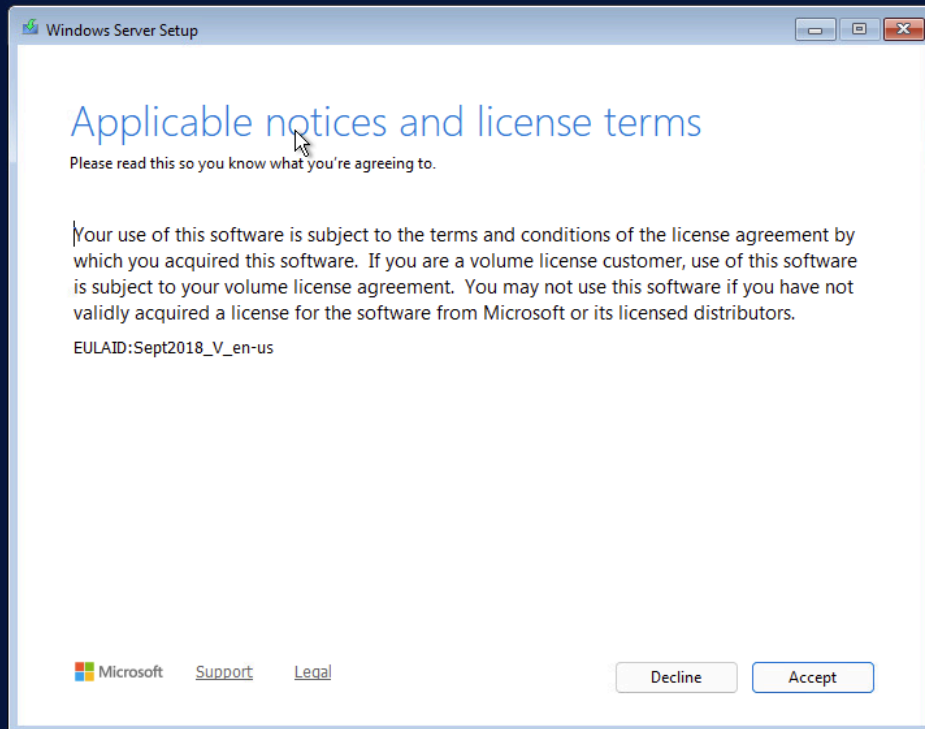 Windows Server Setup
Applicable notices and license terms
Please read this so you know what you're agreeing to.
Your use of this software is subject to the terms and conditions of the license agreement by
which you acquired this software.  If you are a volume license customer, use of this software
is subject to your volume license agreement.  You may not use this software if you have not
validly acquired a license for the software from Microsoft or its licensed distributors.
EULAID:Sept2018_V_en-us
Microsoft Support Legal Decline Accept